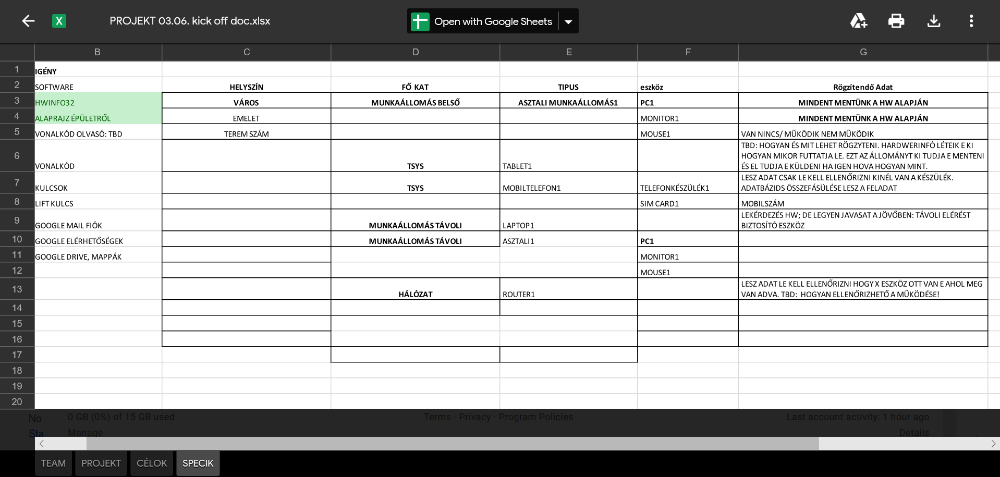 PROJEKT 03.06. kick off doc.xlsx
Open with Google Sheets
B C D E F G
1 IGÉNY
2 SOFTWARE HELYSZÍN FŐ KAT TIPUS eszköz Rögzítendő Adat
3 HWINFO32 VÁROS MUNKAÁLLOMÁS BELSŐ ASZTALI MUNKAÁLLOMÁS1 PC1 MINDENT MENTÜNK A HW ALAPJÁN
4 ALAPRAJZ ÉPÜLETRŐL EMELET MONITOR1 MINDENT MENTÜNK A HW ALAPJÁN
5 VONALKÓD OLVASÓ: TBD TEREM SZÁM MOUSE1 VAN NINCS/ MŰKÖDIK NEM MŰKÖDIK
TBD: HOGYAN ÉS MIT LEHET RÖGZYTENI. HARDWERINFÓ LÉTEIK E KI
6 HOGYAN MIKOR FUTTATJA LE. EZT AZ ÁLLOMÁNYT KI TUDJA E MENTENI
VONALKÓD TSYS TABLET1 ÉS EL TUDJA E KÜLDENI HA IGEN HOVA HOGYAN MINT.
7 LESZ ADAT CSAK LE KELL ELLENŐRIZNI KINÉL VAN A KÉSZÜLÉK.
KULCSOK TSYS MOBILTELEFON1 TELEFONKÉSZÜLÉK1 ADATBÁZIDS ÖSSZEFÁSÜLÉSE LESZ A FELADAT
8 LIFT KULCS SIM CARD1 MOBILSZÁM
9 LEKÉRDEZÉS HW; DE LEGYEN JAVASAT A JÖVŐBEN: TÁVOLI ELÉRÉST
GOOGLE MAIL FIÓK MUNKAÁLLOMÁS TÁVOLI LAPTOP1 BIZTOSÍTÓ ESZKÖZ
10 GOOGLE ELÉRHETŐSÉGEK MUNKAÁLLOMÁS TÁVOLI ASZTALI1 PC1
11 GOOGLE DRIVE, MAPPÁK MONITOR1
12 MOUSE1
13 LESZ ADAT LE KELL ELLENŐRIZNI HOGY X ESZKÖZ OTT VAN E AHOL MEG
HÁLÓZAT ROUTER1 VAN ADVA. TBD: HOGYAN ELLENŐRIZHETŐ A MŰKÖDÉSE!
14
15
16
17
18
19
20
No 0 GB (0%) of 15 GB used Terms · Privacy · Program Policies Last account activity: 1 hour ago
Sta Manage Details
TEAM PROJEKT CÉLOK SPECIK